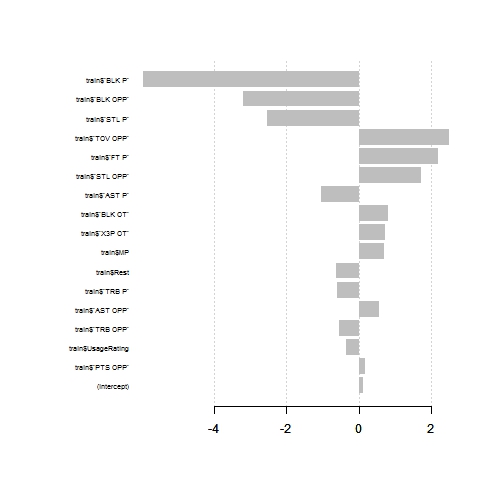 train$`BLK P`
train$`BLK OPP`
train$`STL P`
train$`TOV OPP`
train$`FT P`
train$`STL OPP`
train$`AST P`
train$`BLK OT`
train$`X3P OT`
train$MP
train$Rest
train$`TRB P`
train$`AST OPP`
train$`TRB OPP`
train$UsageRating
train$`PTS OPP`
(Intercept)
-4 -2 0 2